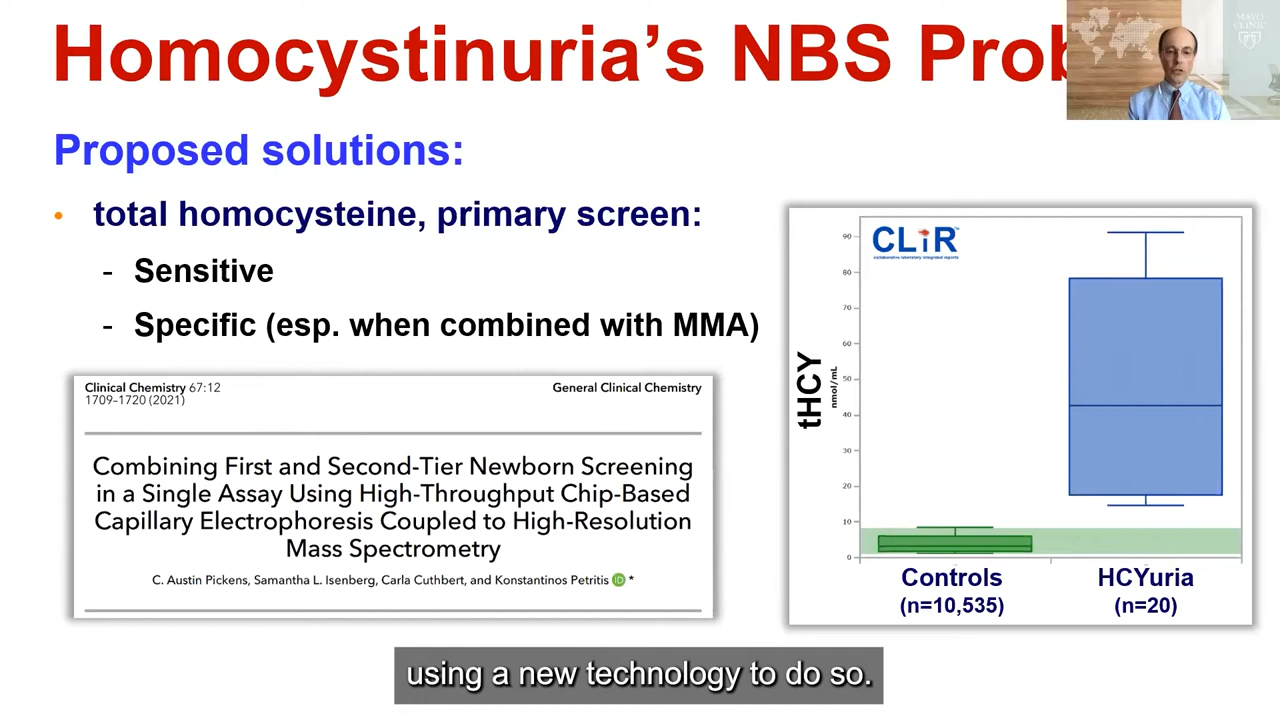 Homocystinuria's NBS Prob
MAYO
CLINIC
Proposed solutions:
• total homocysteine, primary screen:
- Sensitive
- Specific (esp. when combined with MMA)
Clinical Chemistry 67:12
1709–1720 (2021)
General Clinical Chemistry
Combining First and Second-Tier Newborn Screening
in a Single Assay Using High-Throughput Chip-Based
Capillary Electrophoresis Coupled to High-Resolution
Mass Spectrometry
C. Austin Pickens, Samantha L. Isenberg, Carla Cuthbert, and Konstantinos Petritis iD *
CLiR™
collaborative laboratory integrated reports
tHCY
nmol/mL
90
80
70
60
50
40
30
20
10
0
Controls
(n=10,535)
HCYuria
(n=20)
using a new technology to do so.